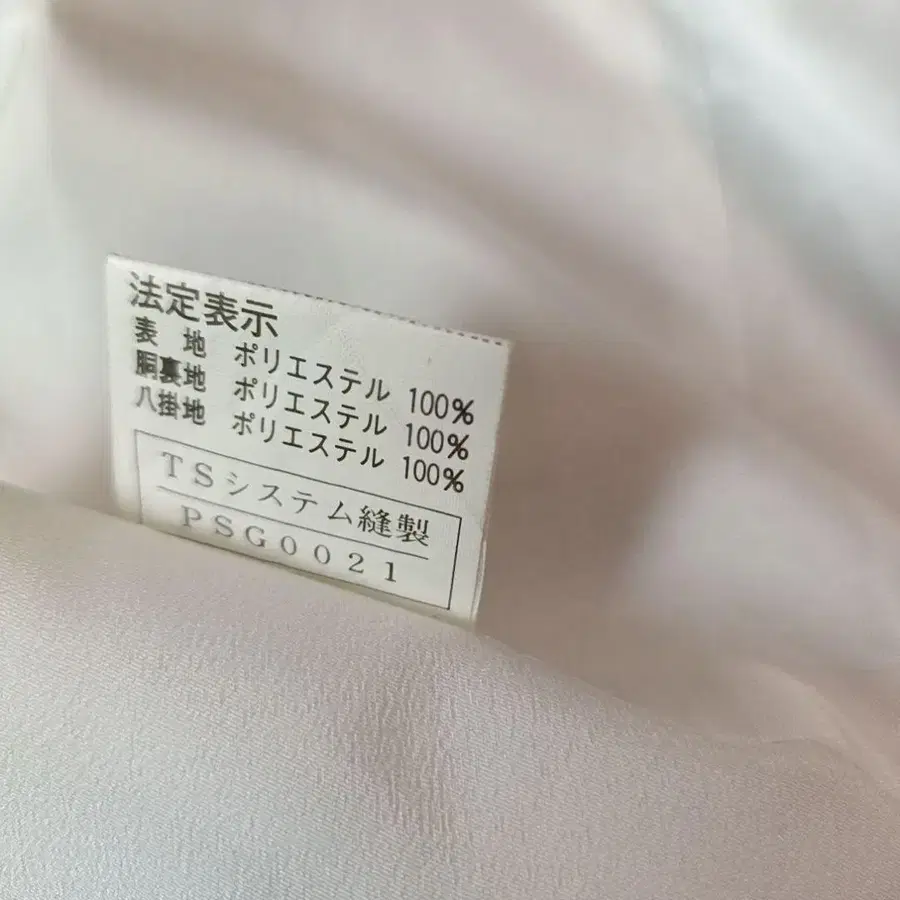 法定表示
表 地 ポリエステル 100%
胴裏地 ポリエステル 100%
八掛地 ポリエステル 100%
TSシステム縫製
PSG0021